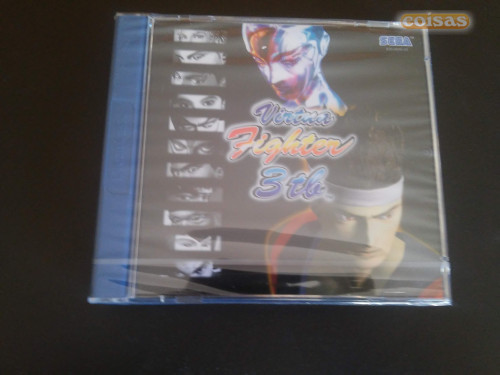 coisas
SEGA
Virtua
Fighter
3tb